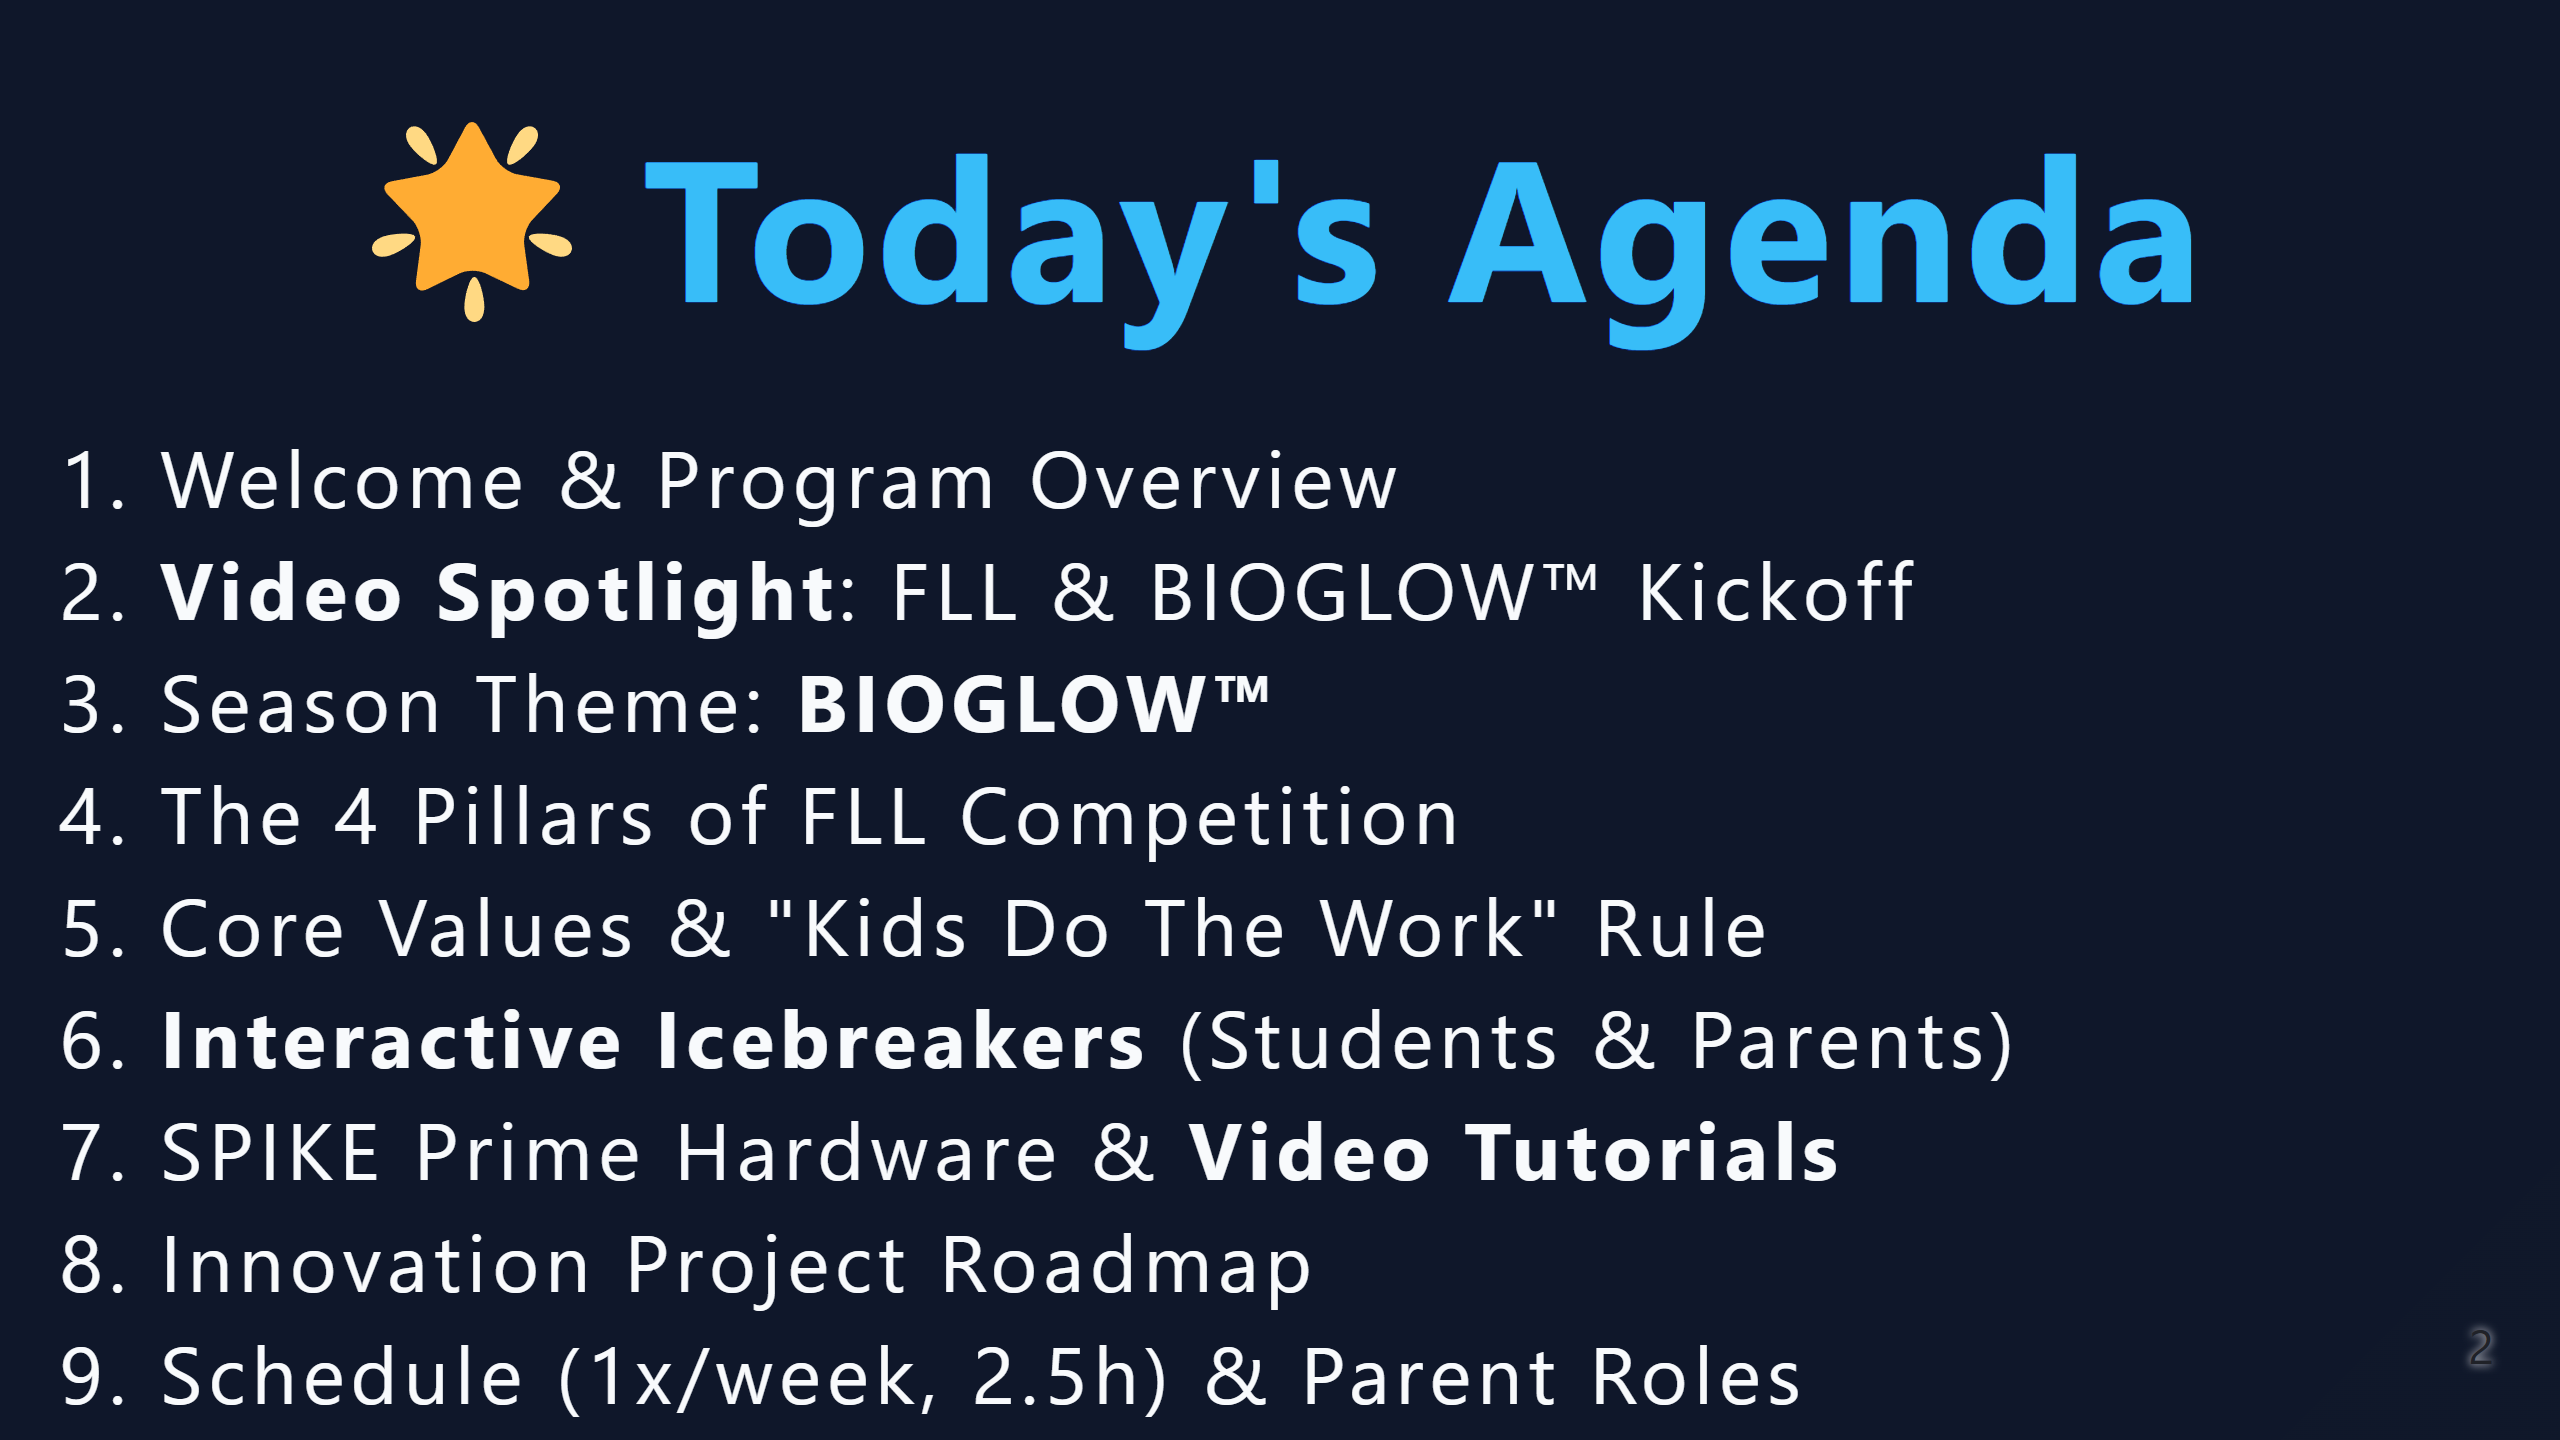 Today's Agenda
1. Welcome & Program Overview
2. Video Spotlight: FLL & BIOGLOW™ Kickoff
3. Season Theme: BIOGLOW™
4. The 4 Pillars of FLL Competition
5. Core Values & "Kids Do The Work" Rule
6. Interactive Icebreakers (Students & Parents)
7. SPIKE Prime Hardware & Video Tutorials
8. Innovation Project Roadmap
9. Schedule (1x/week, 2.5h) & Parent Roles
2